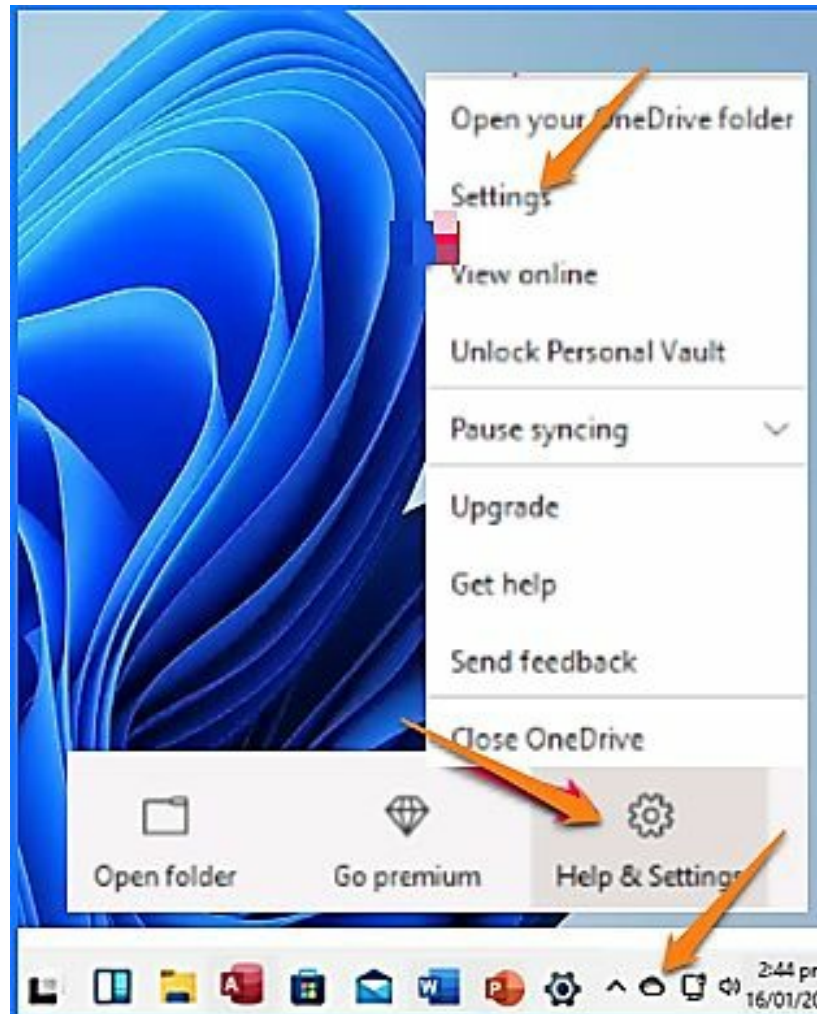 Open your OneDrive folder
Settings
View online
Unlock Personal Vault
Pause syncing
Upgrade
Get help
Send feedback
Close OneDrive
Open folder
Go premium
Help & Settings
2:44 pm
16/01/20